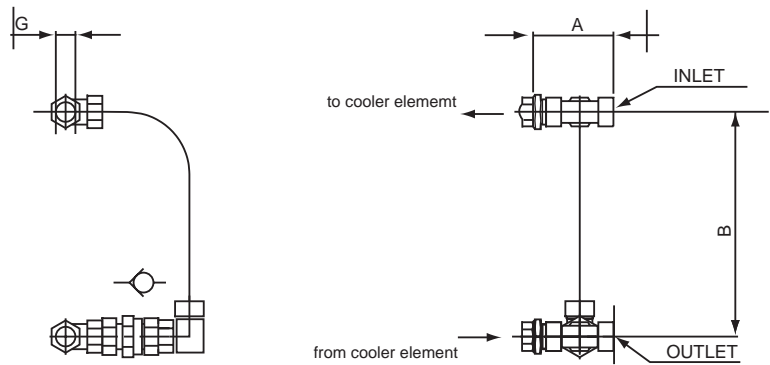 G
A
INLET
to cooler elememt
B
from cooler element
OUTLET